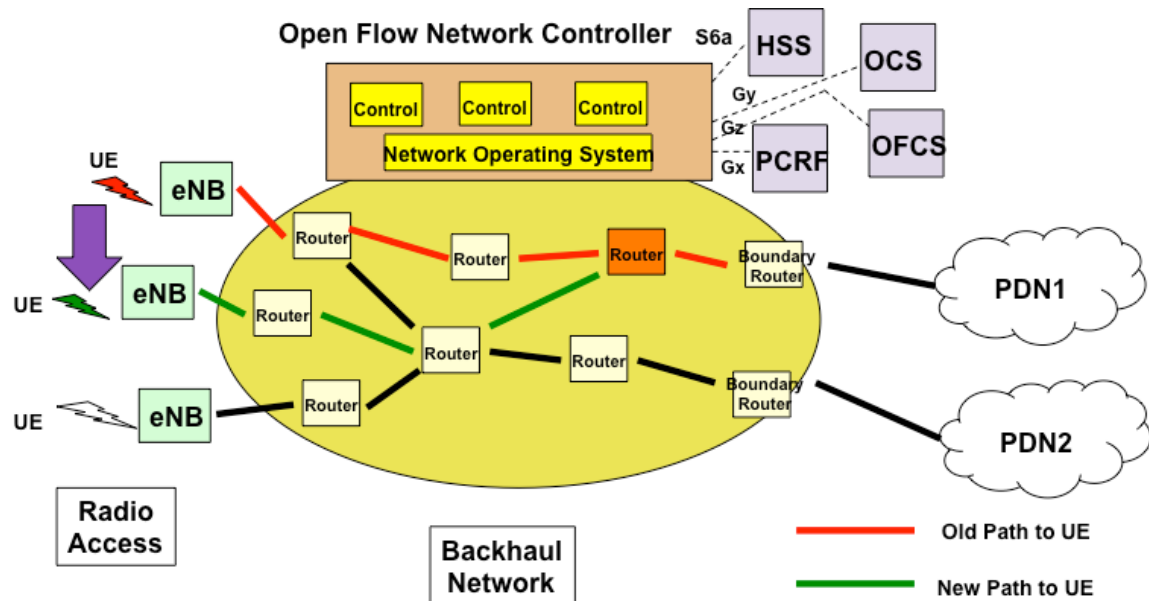 Open Flow Network Controller
S6a
HSS
OCS
Control
Control
Control
Gy
Gz
Network Operating System
Gx
PCRF
OFCS
UE
eNB
Router
Router
Router
Boundary
Router
PDN1
UE
eNB
Router
Router
Router
Boundary
Router
PDN2
UE
eNB
Router
Radio
Access
Backhaul
Network
Old Path to UE
New Path to UE